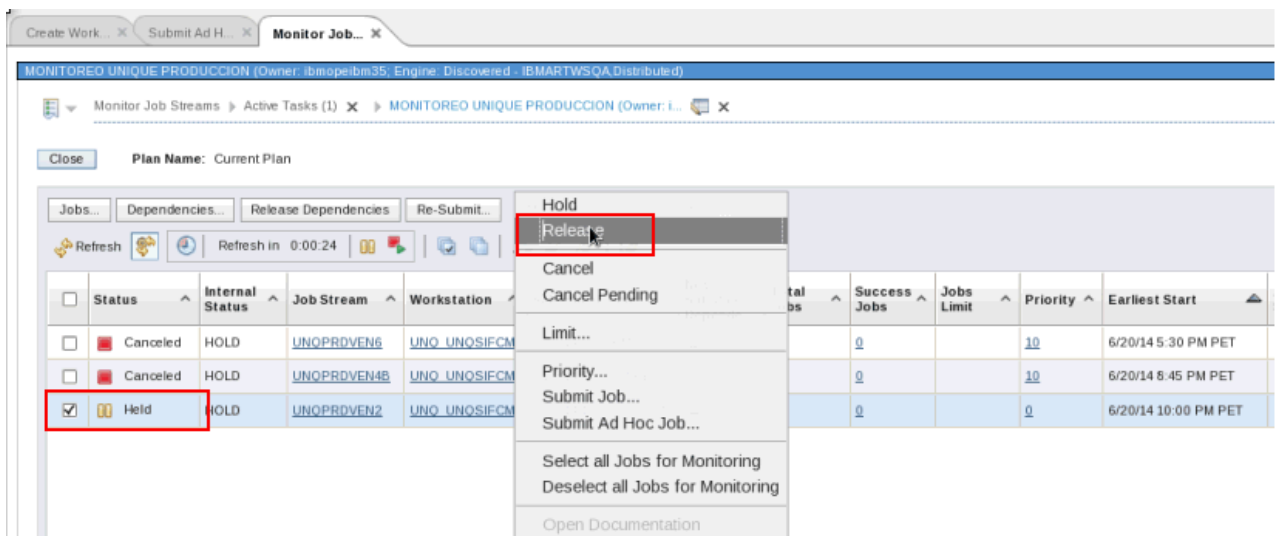 Create Work... Submit Ad H... Monitor Job...
MONITOREO UNIQUE PRODUCCION (Owner: ibmopeibm35; Engine: Discovered - IBMARTWSQA,Distributed)
Monitor Job Streams Active Tasks (1) MONITOREO UNIQUE PRODUCCION (Owner: i...
Close Plan Name: Current Plan
Jobs... Dependencies... Release Dependencies Re-Submit...
Refresh Refresh in 0:00:24
Hold
Release
Cancel
Cancel Pending
Limit...
Priority...
Submit Job...
Submit Ad Hoc Job...
Select all Jobs for Monitoring
Deselect all Jobs for Monitoring
Open Documentation
Status Internal Status Job Stream Workstation Success Jobs Jobs Limit Priority Earliest Start
Canceled HOLD UNQPRDVEN6 UNQ_UNQSIFCM 0 10 6/20/14 5:30 PM PET
Canceled HOLD UNQPRDVEN4B UNQ_UNQSIFCM 0 10 6/20/14 8:45 PM PET
Held HOLD UNQPRDVEN2 UNQ_UNQSIFCM 0 0 6/20/14 10:00 PM PET